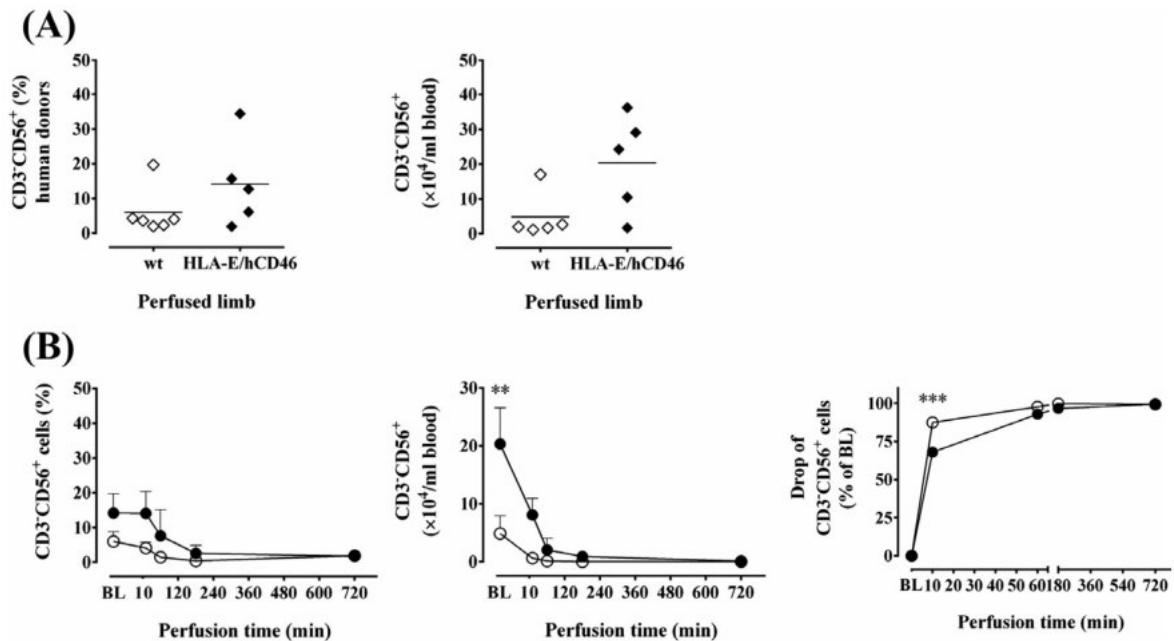 (A)
CD3⁻CD56⁺ (%)
human donors
50
40
30
20
10
0
wt
HLA-E/hCD46
Perfused limb
CD3⁻CD56⁺
(×10⁴/ml blood)
50
40
30
20
10
0
wt
HLA-E/hCD46
Perfused limb
(B)
CD3⁻CD56⁺ cells (%)
50
40
30
20
10
0
BL 10 120 240 360 480 600 720
Perfusion time (min)
CD3⁻CD56⁺
(×10⁴/ml blood)
30
20
10
0
**
BL 10 120 240 360 480 600 720
Perfusion time (min)
Drop of
CD3⁻CD56⁺ cells
(% of BL)
100
75
50
25
0
***
BL 10 20 30 40 50 60 180 360 540 720
Perfusion time (min)